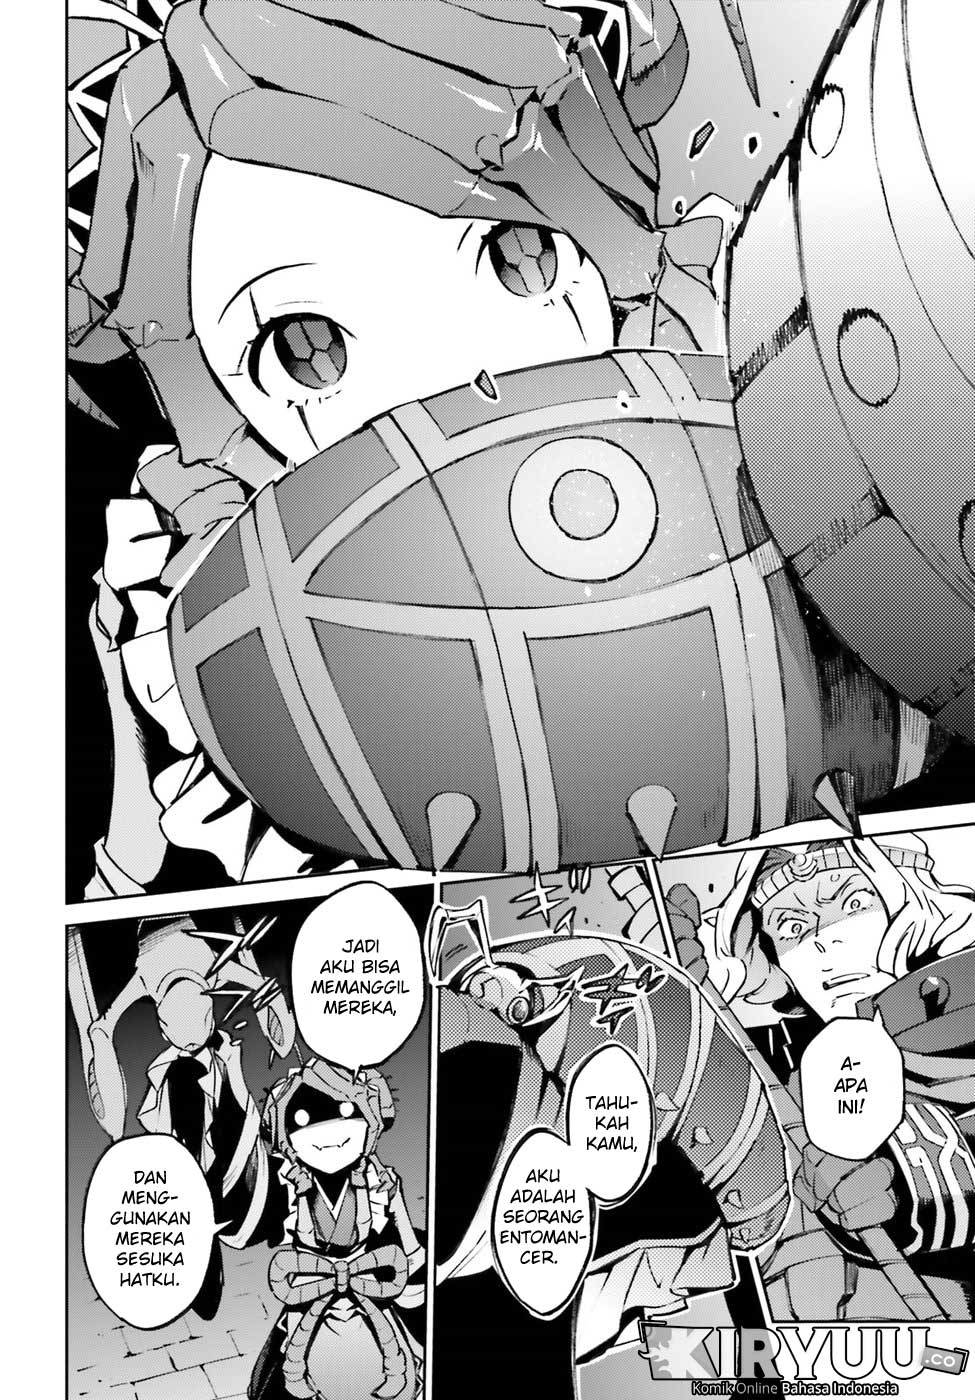 A-
APA
INI!
TAHU-
KAH
KAMU,
AKU
ADALAH
SEORANG
ENTOMAN-
CER.
JADI
AKU BISA
MEMANGGIL
MEREKA,
DAN
MENG-
GUNAKAN
MEREKA
SESUKA
HATKU.
KIRYUU.co
Komik Online Bahasa Indonesia